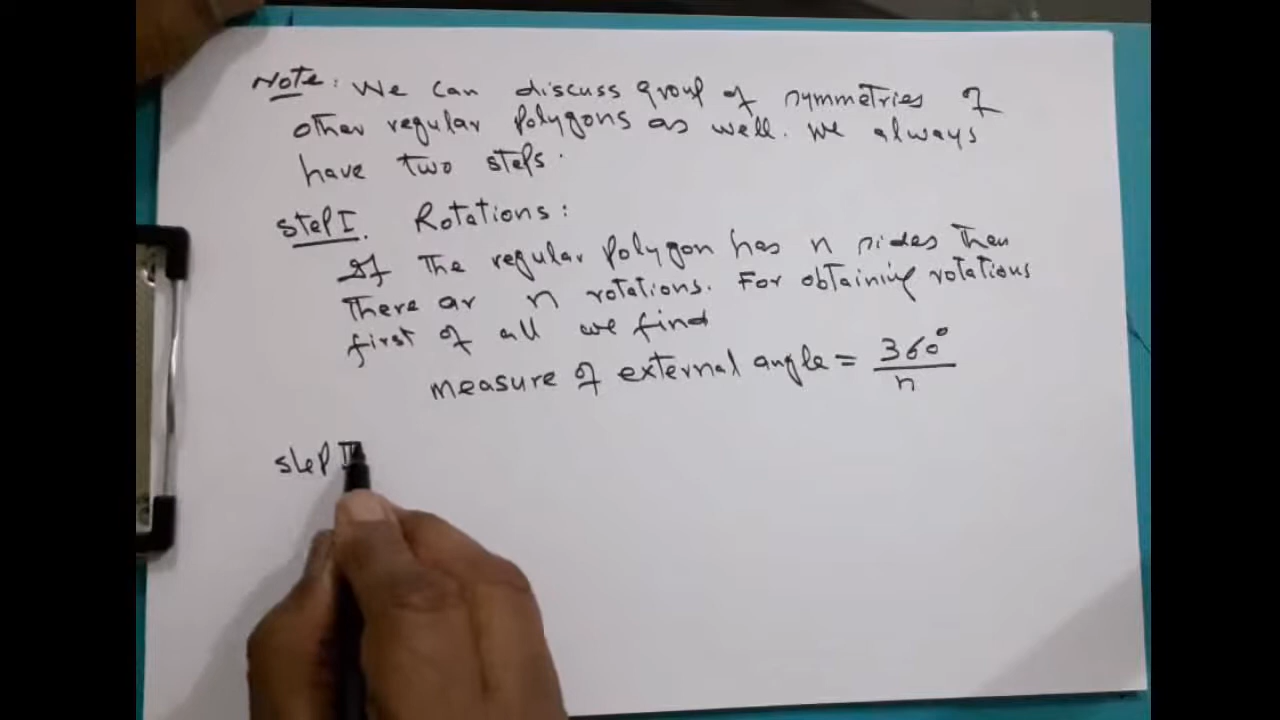 Note: We can discuss group of symmetries of
other regular polygons as well. We always
have two steps.
Step I. Rotations:
If the regular polygon has n sides then
there ar n rotations. For obtaining rotations
first of all we find
measure of external angle = 360°/n
step II